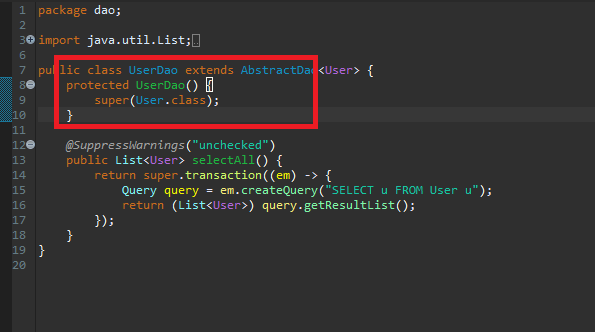 1 package dao;
2
3 import java.util.List;
6
7 public class UserDao extends AbstractDao<User> {
8 protected UserDao() {
9 super(User.class);
10 }
11
12 @SuppressWarnings("unchecked")
13 public List<User> selectAll() {
14 return super.transaction((em) -> {
15 Query query = em.createQuery("SELECT u FROM User u");
16 return (List<User>) query.getResultList();
17 });
18 }
19 }
20